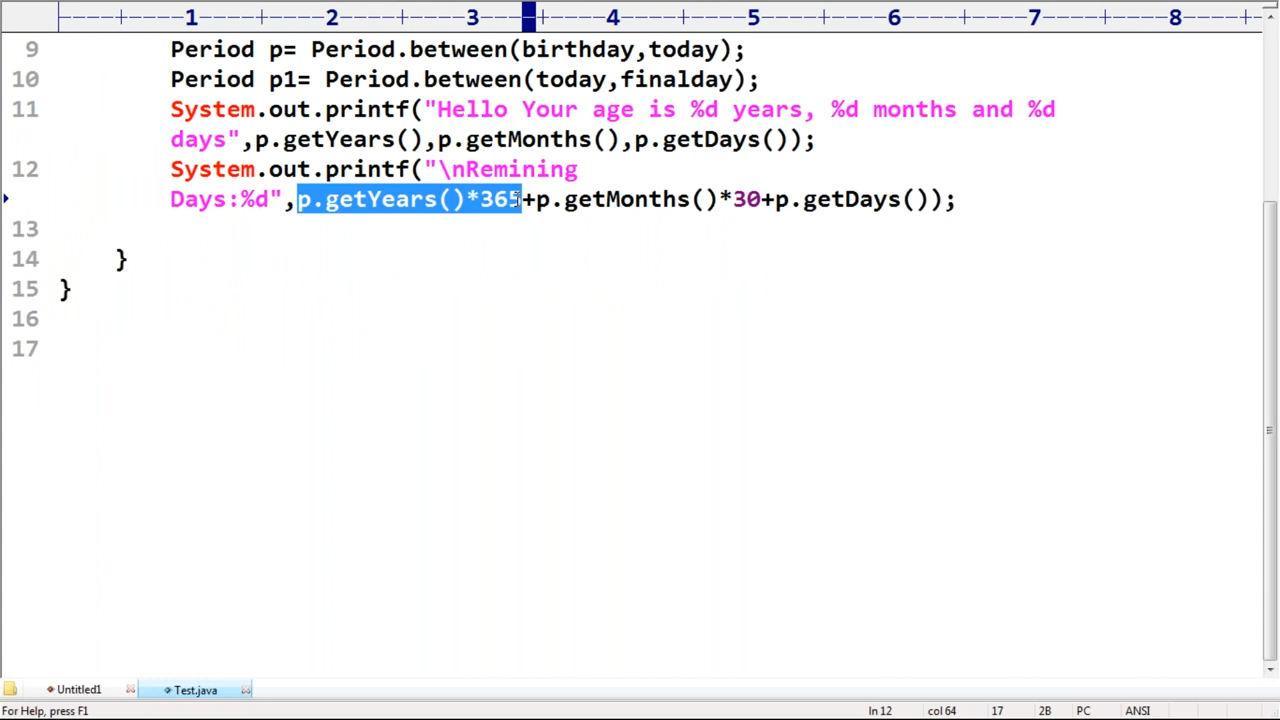 1 2 3 4 5 6 7 8
9 Period p= Period.between(birthday,today);
10 Period p1= Period.between(today,finalday);
11 System.out.printf("Hello Your age is %d years, %d months and %d
days",p.getYears(),p.getMonths(),p.getDays());
12 System.out.printf("\nRemining
Days:%d",p.getYears()*365+p.getMonths()*30+p.getDays());
13
14 }
15 }
16
17
Untitled1 Test.java
For Help, press F1 ln 12 col 64 17 2B PC ANSI